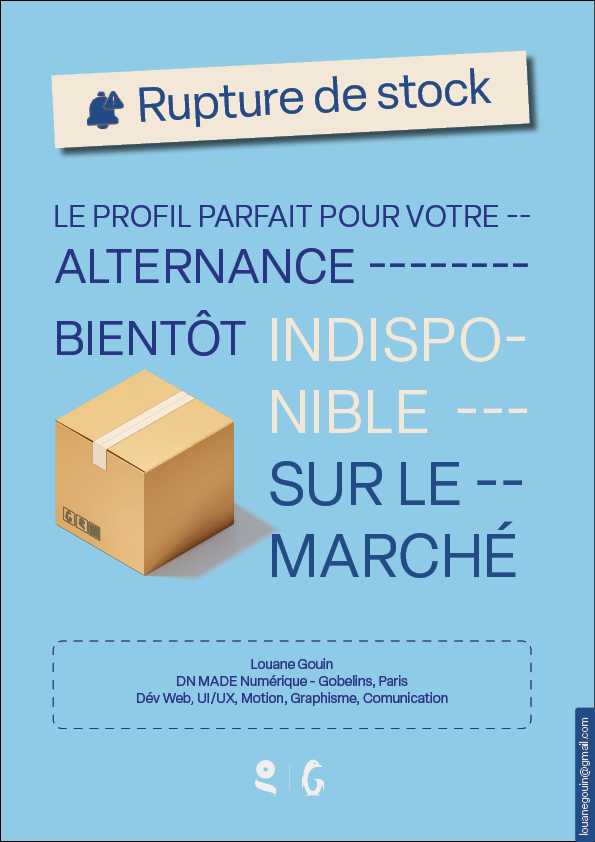 Rupture de stock
LE PROFIL PARFAIT POUR VOTRE --
ALTERNANCE --------
BIENTÔT INDISPO-
NIBLE ---
SUR LE --
MARCHÉ
Louane Gouin
DN MADE Numérique - Gobelins, Paris
Dév Web, UI/UX, Motion, Graphisme, Comunication
louanegouin@gmail.com